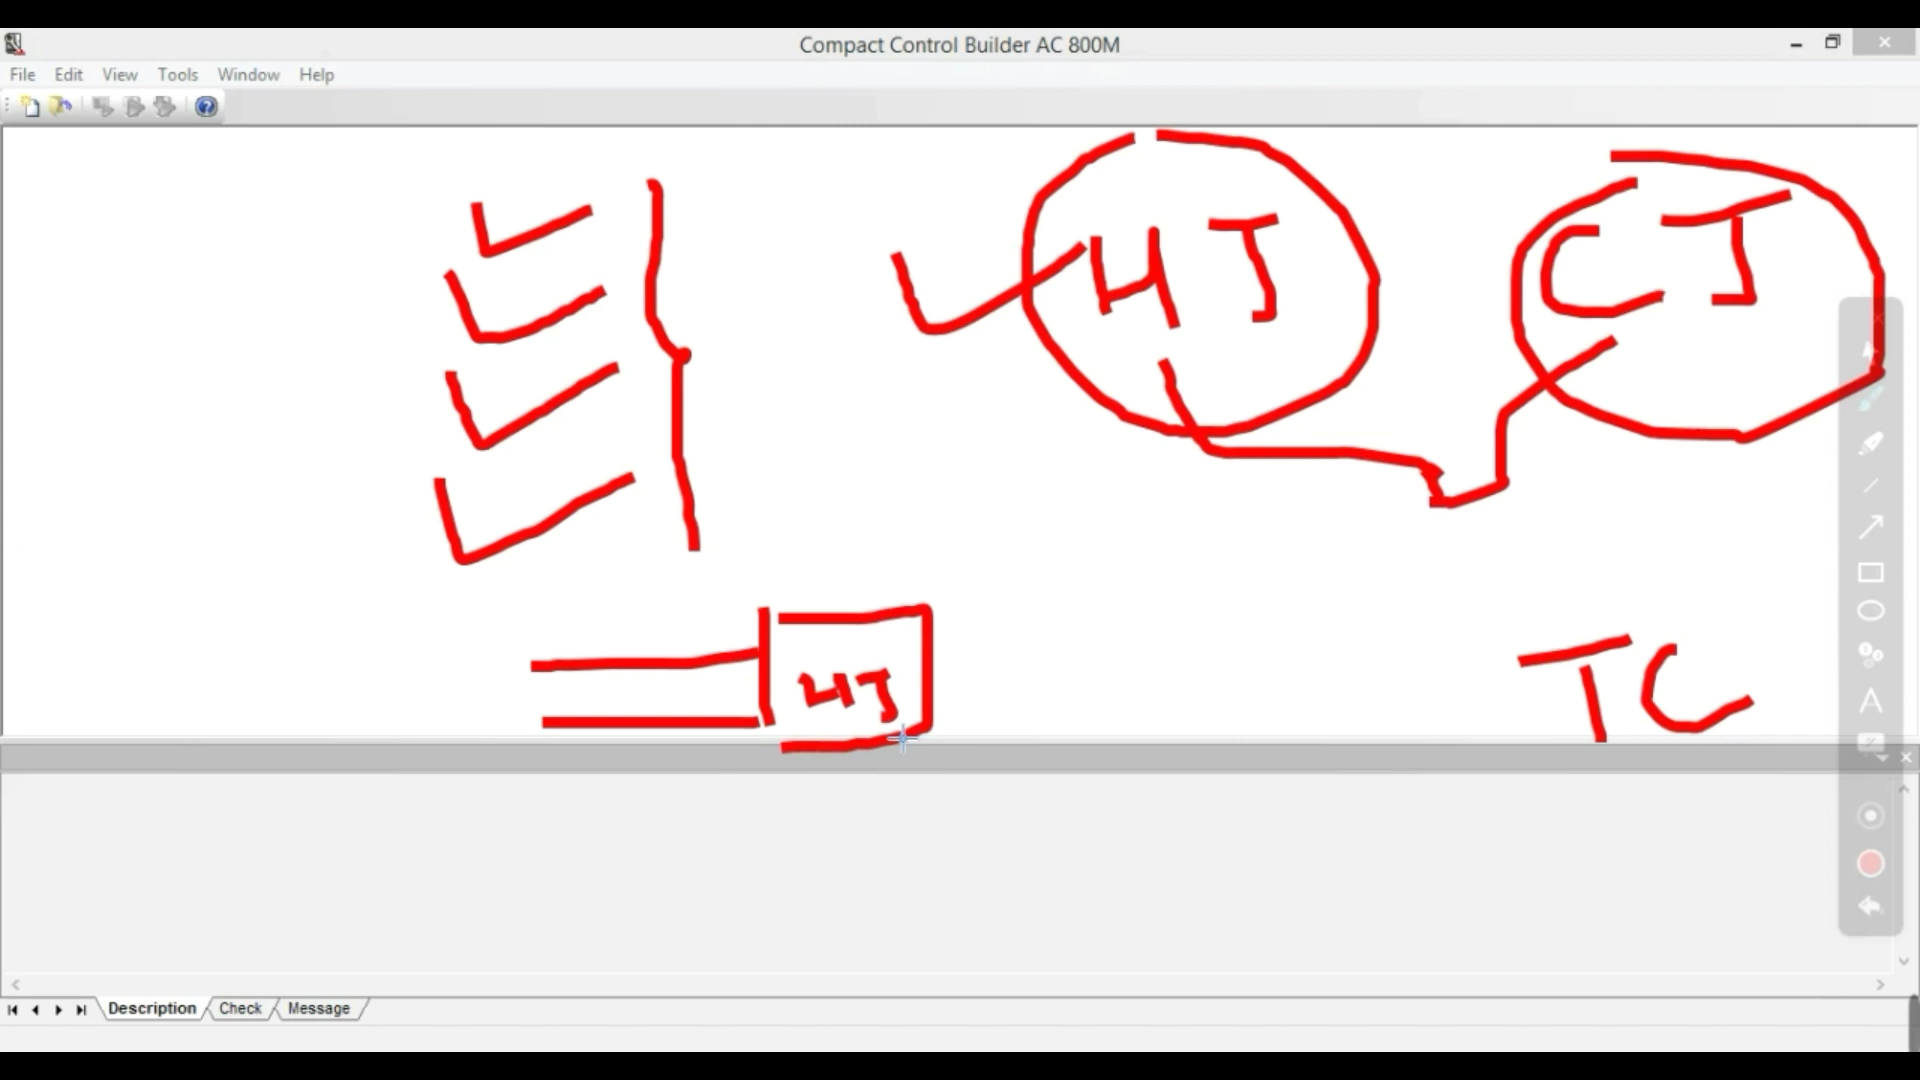 Compact Control Builder AC 800M
File Edit View Tools Window Help
HJ
CJ
HJ
TC
Description Check Message